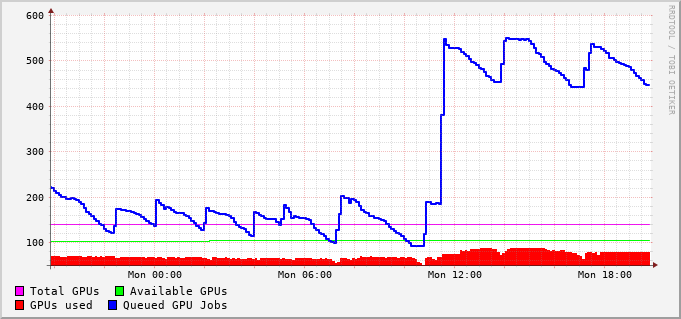 600
500
400
300
200
100
Mon 00:00 Mon 06:00 Mon 12:00 Mon 18:00
Total GPUs Available GPUs
GPUs used Queued GPU Jobs
RRDTOOL / TOBI OETIKER